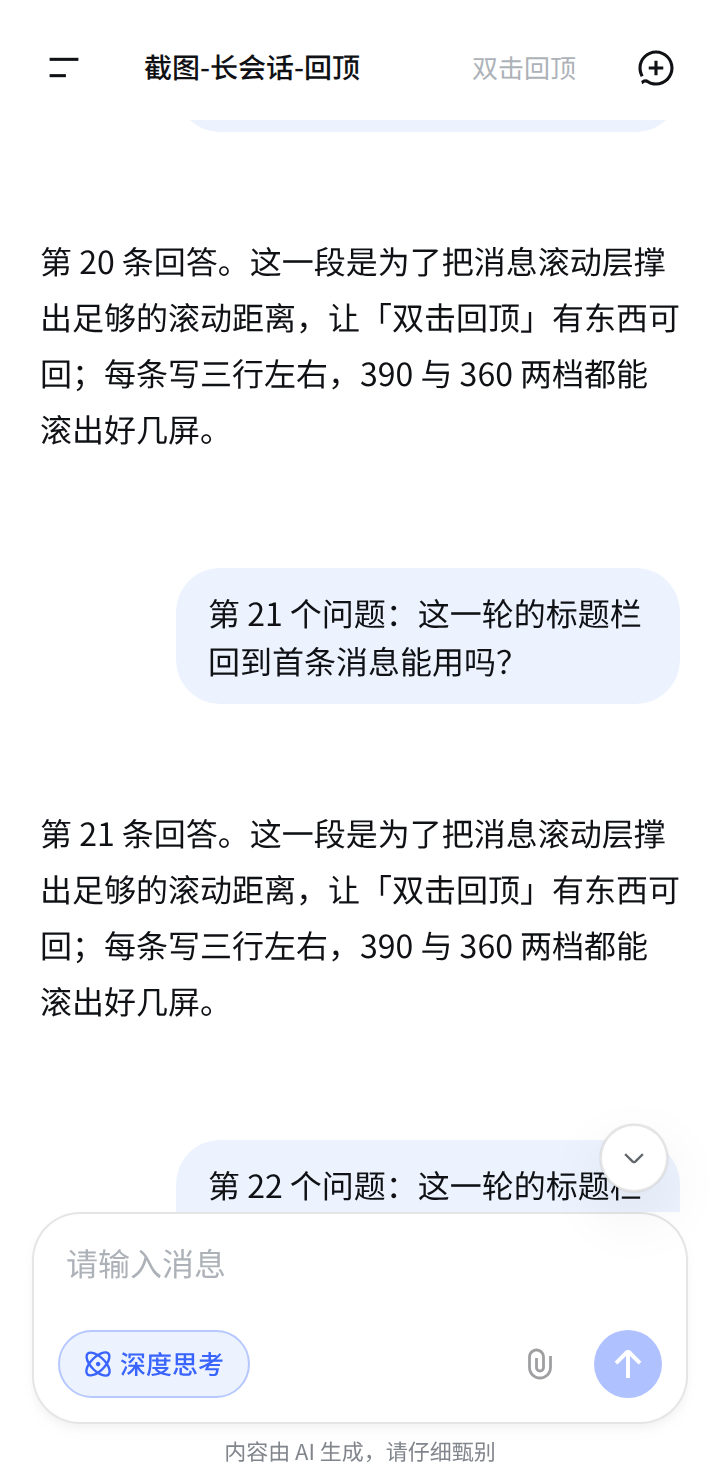 截图-长会话-回顶
双击回顶
第 20 条回答。这一段是为了把消息滚动层撑
出足够的滚动距离，让「双击回顶」有东西可
回；每条写三行左右，390 与 360 两档都能
滚出好几屏。
第 21 个问题：这一轮的标题栏
回到首条消息能用吗？
第 21 条回答。这一段是为了把消息滚动层撑
出足够的滚动距离，让「双击回顶」有东西可
回；每条写三行左右，390 与 360 两档都能
滚出好几屏。
第 22 个问题：这一轮的标题栏
请输入消息
深度思考
内容由 AI 生成，请仔细甄别